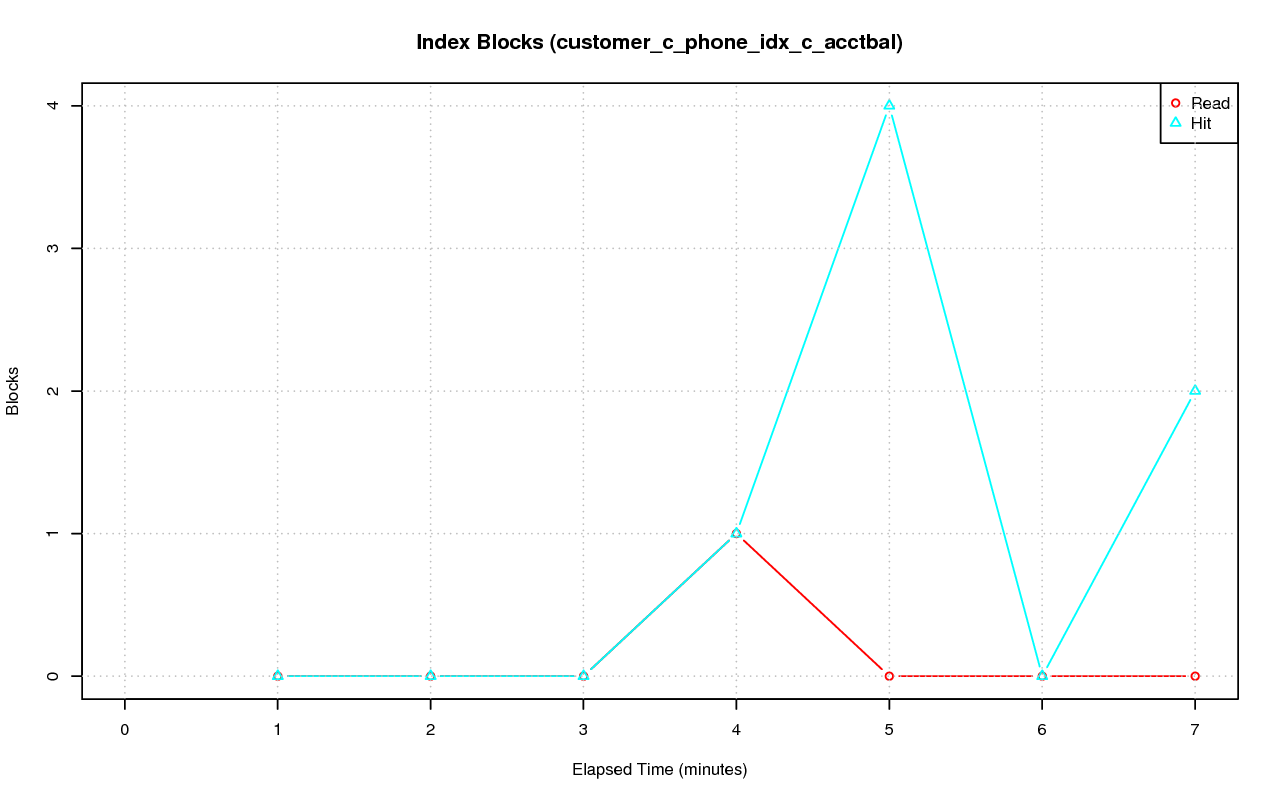 Index Blocks (customer_c_phone_idx_c_acctbal)
Read
Hit
4
3
2
1
0
Blocks
0 1 2 3 4 5 6 7
Elapsed Time (minutes)